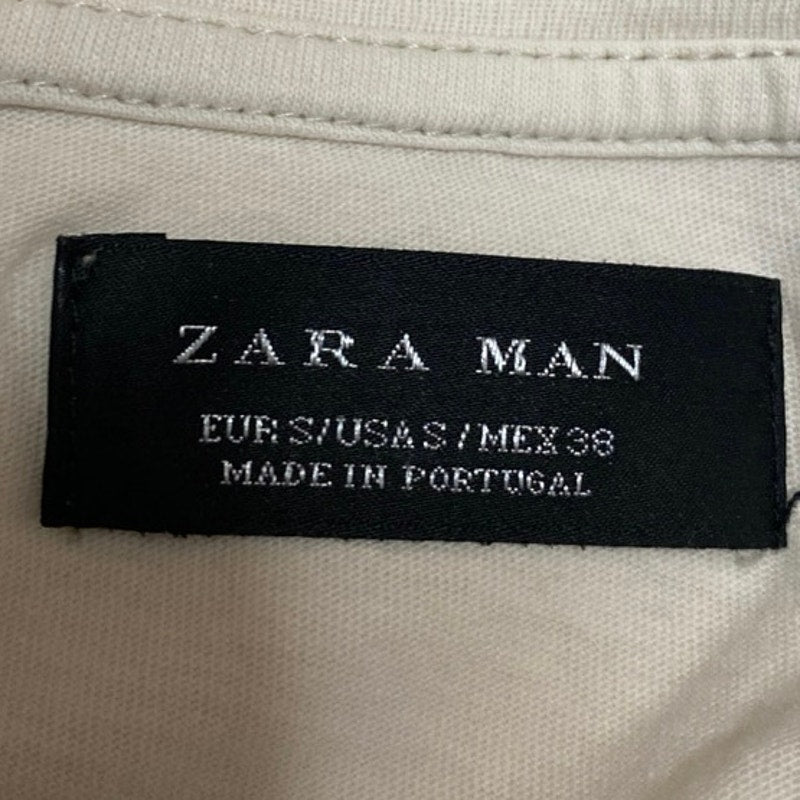 ZARA MAN
EUR S/USA S/MEX 38
MADE IN PORTUGAL